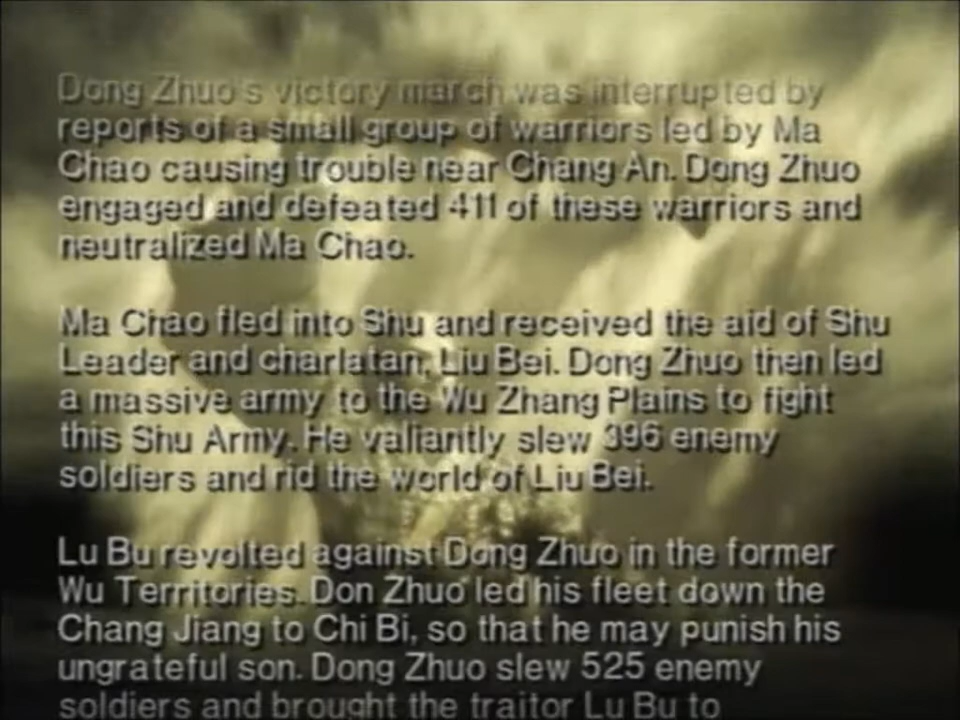 Dong Zhuo's victory march was interrupted by
reports of a small group of warriors led by Ma
Chao causing trouble near Chang An. Dong Zhuo
engaged and defeated 411 of these warriors and
neutralized Ma Chao.
Ma Chao fled into Shu and received the aid of Shu
Leader and charlatan, Liu Bei. Dong Zhuo then led
a massive army to the Wu Zhang Plains to fight
this Shu Army. He valiantly slew 396 enemy
soldiers and rid the world of Liu Bei.
Lu Bu revolted against Dong Zhuo in the former
Wu Territories. Don Zhuo led his fleet down the
Chang Jiang to Chi Bi, so that he may punish his
ungrateful son. Dong Zhuo slew 525 enemy
soldiers and brought the traitor Lu Bu to